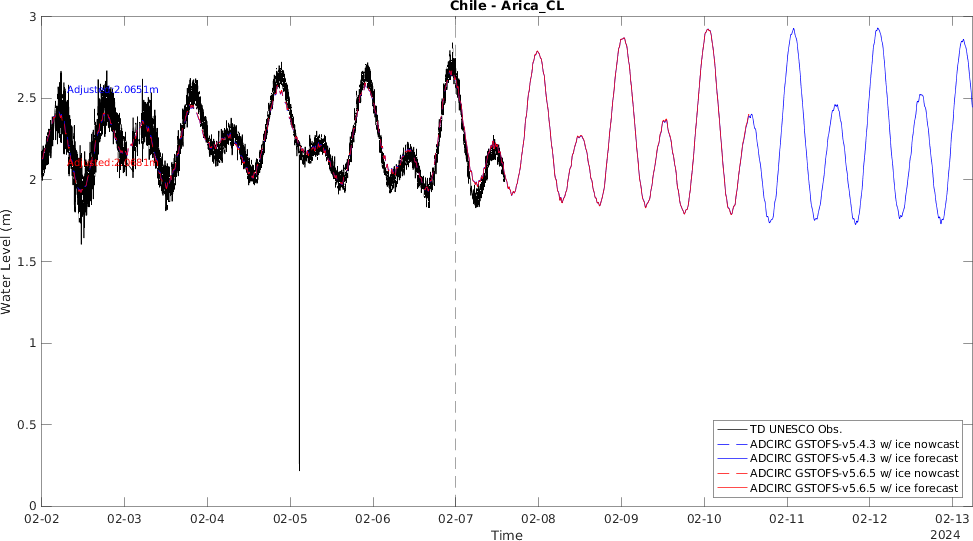 Chile - Arica_CL
3
2.5
2
1.5
1
0.5
0
Water Level (m)
Adjusted:2.0651m
02-02
02-03
02-04
02-05
02-06
02-07
02-08
02-09
02-10
02-11
02-12
02-13
2024
Time
TD UNESCO Obs.
ADCIRC GSTOFS-v5.4.3 w/ ice nowcast
ADCIRC GSTOFS-v5.4.3 w/ ice forecast
ADCIRC GSTOFS-v5.6.5 w/ ice nowcast
ADCIRC GSTOFS-v5.6.5 w/ ice forecast